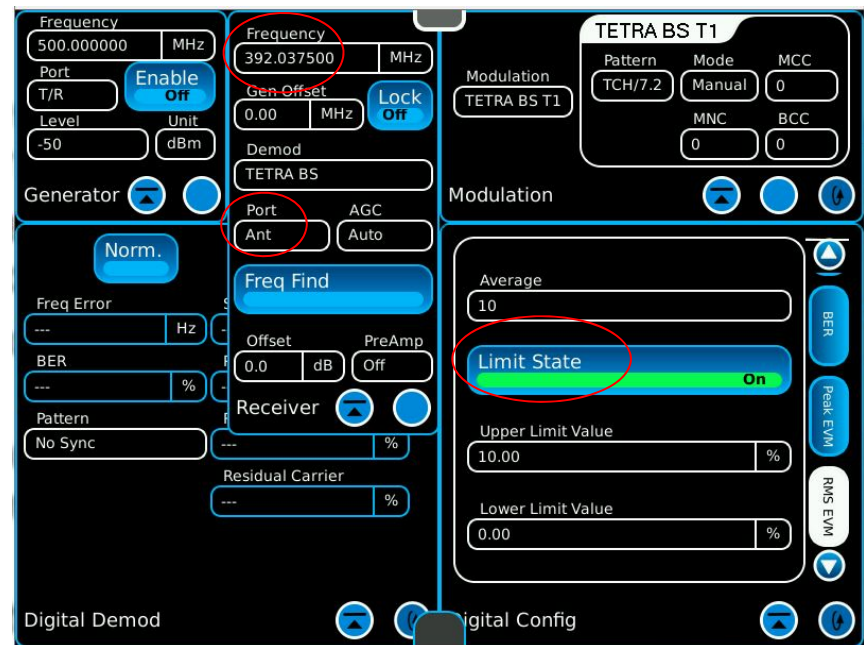 Frequency
500.000000 MHz
Port
T/R
Enable
Off
Level Unit
-50 dBm
Generator
Frequency
392.037500 MHz
Gen Offset
0.00 MHz
Lock
Off
Demod
TETRA BS
Port AGC
Ant Auto
Freq Find
Offset PreAmp
0.0 dB Off
Receiver
TETRA BS T1
Modulation
TETRA BS T1
Pattern Mode MCC
TCH/7.2 Manual 0
MNC BCC
0 0
Modulation
Norm.
Freq Error
--- Hz
BER
--- %
Pattern
No Sync
--- %
Residual Carrier
--- %
Digital Demod
Average
10
Limit State
On
Upper Limit Value
10.00 %
Lower Limit Value
0.00 %
BER
Peak EVM
RMS EVM
igital Config